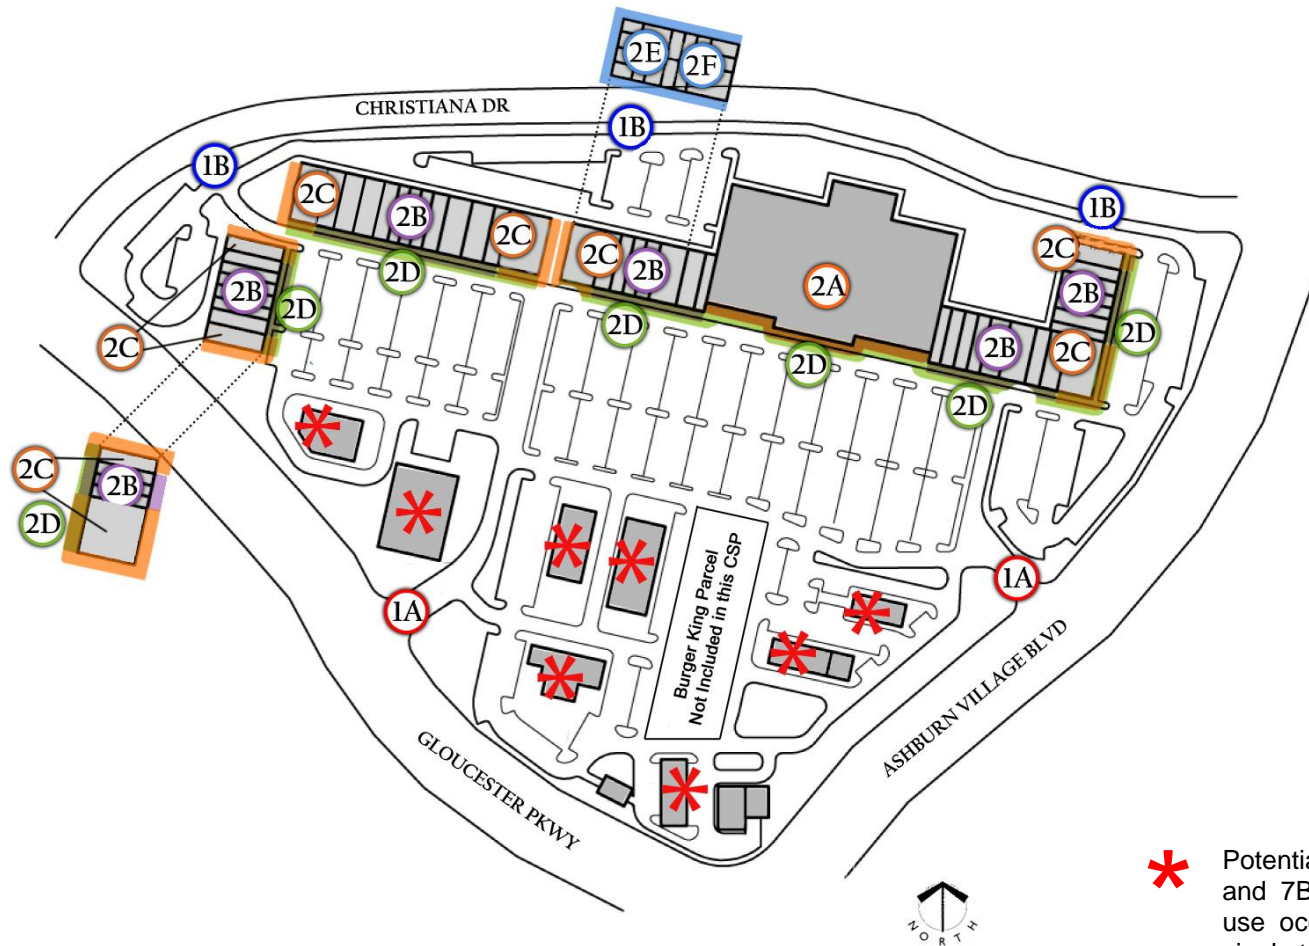 2E
2F
CHRISTIANA DR
1B
1B
1B
2C
2B
2C
2C
2B
2A
2C
2B
2D
2B
2C
2D
2B
2D
2D
2D
2D
2C
2C
2B
2D
1A
1A
Burger King Parcel
Not Included in this CSP
GLOUCESTER PKWY
ASHBURN VILLAGE BLVD
NORTH
* Potentia
and 7B
use occ